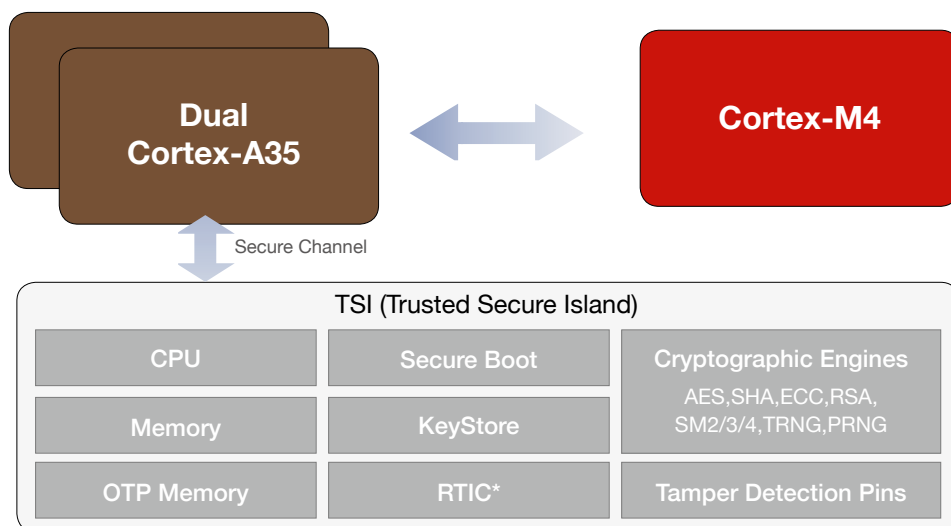 Dual
Cortex-A35
Cortex-M4
Secure Channel
TSI (Trusted Secure Island)
CPU
Secure Boot
Cryptographic Engines
AES,SHA,ECC,RSA,
SM2/3/4,TRNG,PRNG
Memory
KeyStore
OTP Memory
RTIC*
Tamper Detection Pins